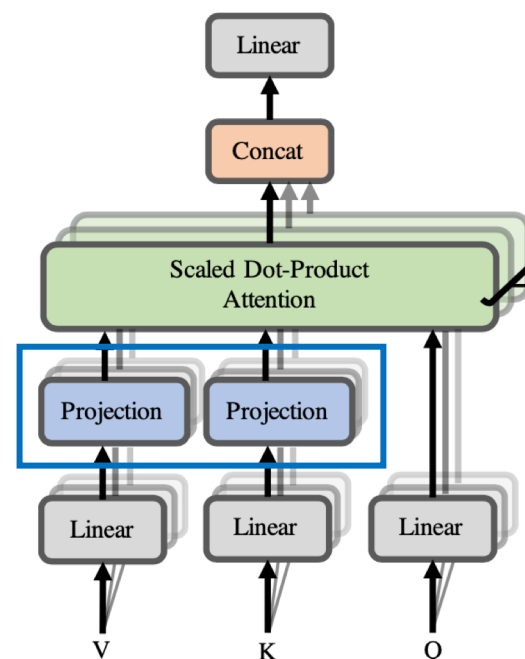 Linear
Concat
Scaled Dot-Product
Attention
Projection Projection
Linear Linear Linear
V K Q